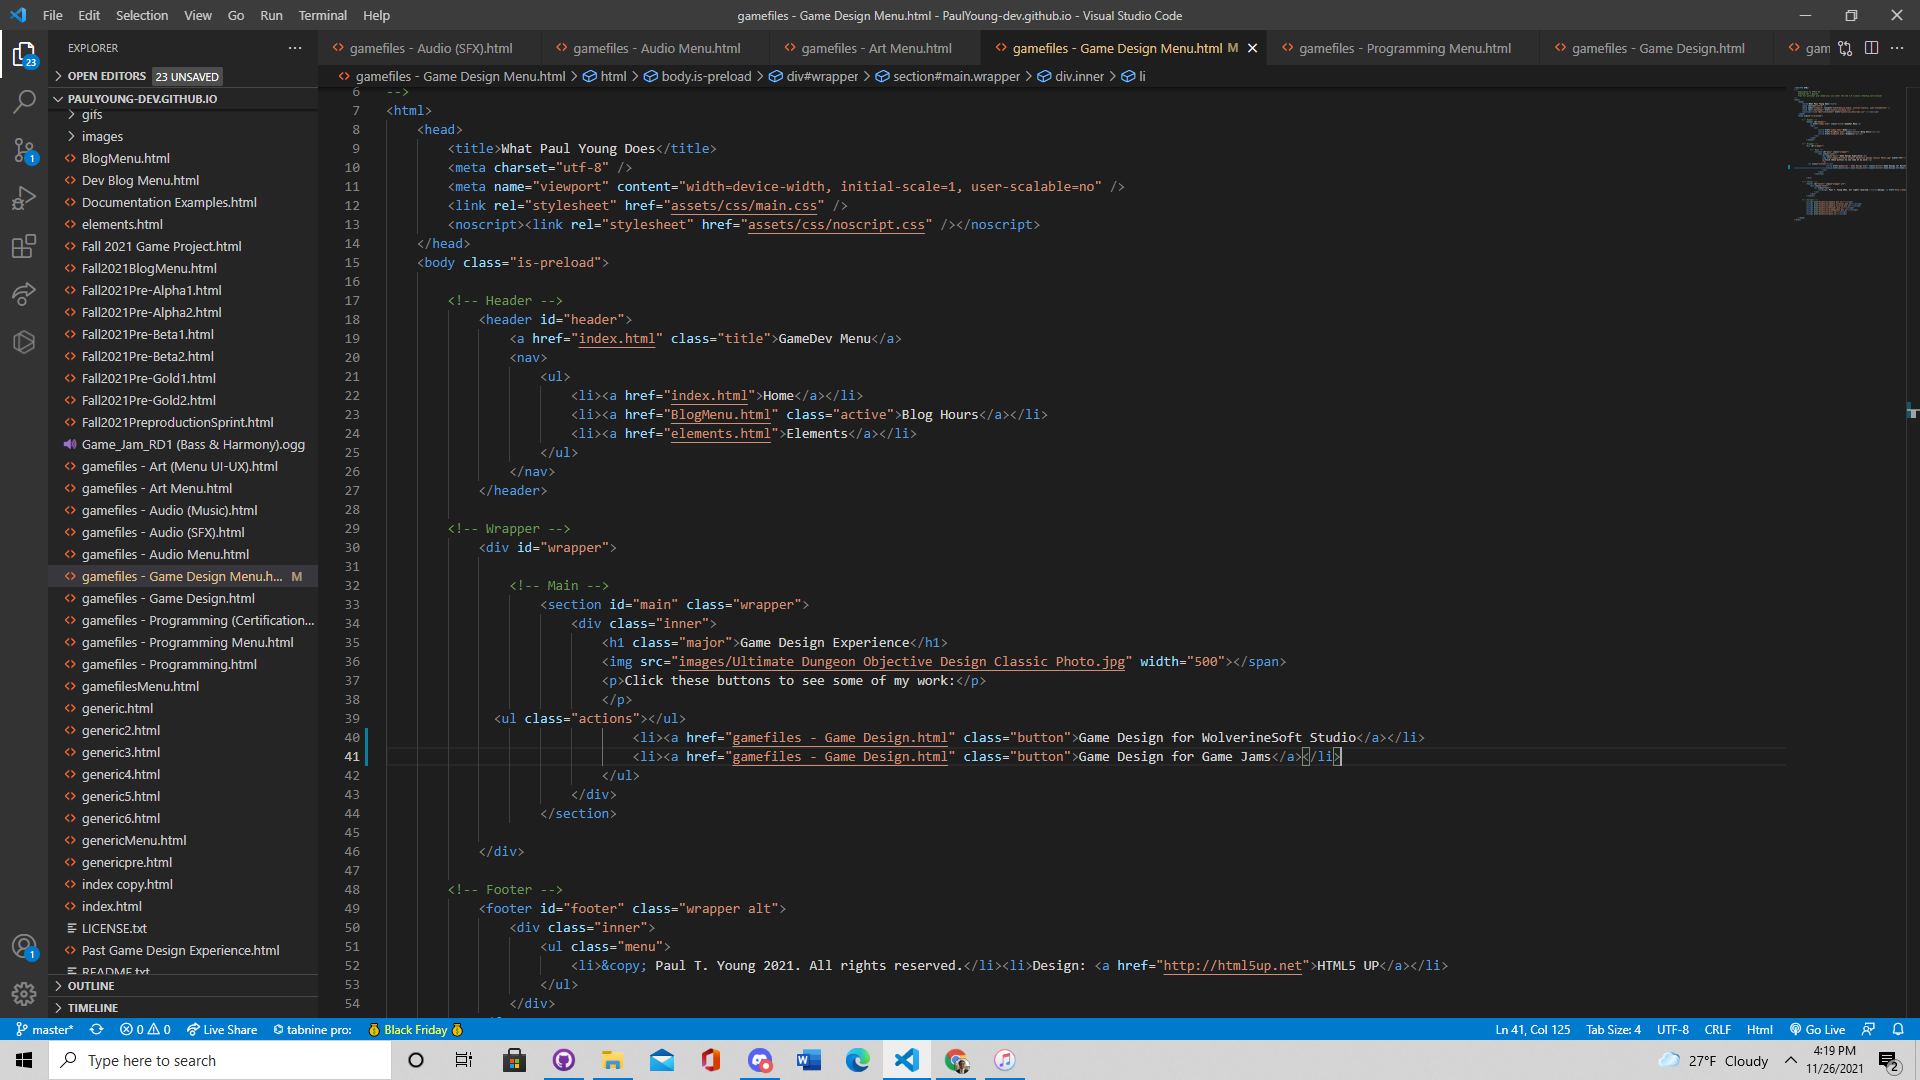 File Edit Selection View Go Run Terminal Help
gamefiles - Game Design Menu.html - PaulYoung-dev.github.io - Visual Studio Code
EXPLORER
gamefiles - Audio (SFX).html
gamefiles - Audio Menu.html
gamefiles - Art Menu.html
gamefiles - Game Design Menu.html M
gamefiles - Programming Menu.html
gamefiles - Game Design.html
gam
OPEN EDITORS 23 UNSAVED
gamefiles - Game Design Menu.html > html > body.is-preload > div#wrapper > section#main.wrapper > div.inner > li
PAULYOUNG-DEV.GITHUB.IO
gifs
images
BlogMenu.html
Dev Blog Menu.html
Documentation Examples.html
elements.html
Fall 2021 Game Project.html
Fall2021BlogMenu.html
Fall2021Pre-Alpha1.html
Fall2021Pre-Alpha2.html
Fall2021Pre-Beta1.html
Fall2021Pre-Beta2.html
Fall2021Pre-Gold1.html
Fall2021Pre-Gold2.html
Fall2021PreproductionSprint.html
Game_Jam_RD1 (Bass & Harmony).ogg
gamefiles - Art (Menu UI-UX).html
gamefiles - Art Menu.html
gamefiles - Audio (Music).html
gamefiles - Audio (SFX).html
gamefiles - Audio Menu.html
gamefiles - Game Design Menu.h... M
gamefiles - Game Design.html
gamefiles - Programming (Certification...
gamefiles - Programming Menu.html
gamefiles - Programming.html
gamefilesMenu.html
generic.html
generic2.html
generic3.html
generic4.html
generic5.html
generic6.html
genericMenu.html
genericpre.html
index copy.html
index.html
LICENSE.txt
Past Game Design Experience.html
README.txt
OUTLINE
TIMELINE
23
1
1
6 -->
7 <html>
8 <head>
9 <title>What Paul Young Does</title>
10 <meta charset="utf-8" />
11 <meta name="viewport" content="width=device-width, initial-scale=1, user-scalable=no" />
12 <link rel="stylesheet" href="assets/css/main.css" />
13 <noscript><link rel="stylesheet" href="assets/css/noscript.css" /></noscript>
14 </head>
15 <body class="is-preload">
16
17 <!-- Header -->
18 <header id="header">
19 <a href="index.html" class="title">GameDev Menu</a>
20 <nav>
21 <ul>
22 <li><a href="index.html">Home</a></li>
23 <li><a href="BlogMenu.html" class="active">Blog Hours</a></li>
24 <li><a href="elements.html">Elements</a></li>
25 </ul>
26 </nav>
27 </header>
28
29 <!-- Wrapper -->
30 <div id="wrapper">
31
32 <!-- Main -->
33 <section id="main" class="wrapper">
34 <div class="inner">
35 <h1 class="major">Game Design Experience</h1>
36 <img src="images/Ultimate Dungeon Objective Design Classic Photo.jpg" width="500"></span>
37 <p>Click these buttons to see some of my work:</p>
38 </p>
39 <ul class="actions"></ul>
40 <li><a href="gamefiles - Game Design.html" class="button">Game Design for WolverineSoft Studio</a></li>
41 <li><a href="gamefiles - Game Design.html" class="button">Game Design for Game Jams</a></li>
42 </ul>
43 </div>
44 </section>
45
46 </div>
47
48 <!-- Footer -->
49 <footer id="footer" class="wrapper alt">
50 <div class="inner">
51 <ul class="menu">
52 <li>&copy; Paul T. Young 2021. All rights reserved.</li><li>Design: <a href="http://html5up.net">HTML5 UP</a></li>
53 </ul>
54 </div>
master* 0 0 Live Share tabnine pro: Black Friday
Ln 41, Col 125 Tab Size: 4 UTF-8 CRLF Html Go Live
Type here to search
27°F Cloudy
4:19 PM
11/26/2021
2